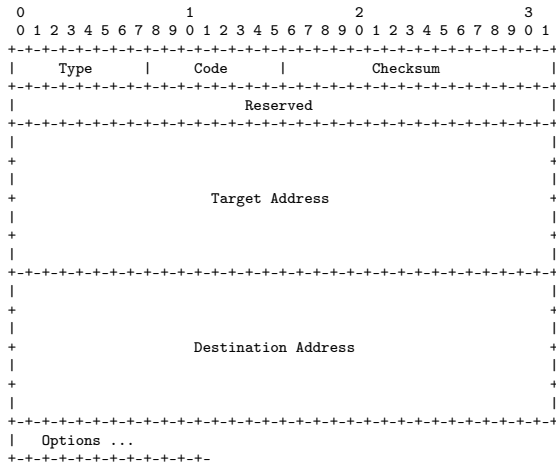 0                   1                   2                   3
0 1 2 3 4 5 6 7 8 9 0 1 2 3 4 5 6 7 8 9 0 1 2 3 4 5 6 7 8 9 0 1
+-+-+-+-+-+-+-+-+-+-+-+-+-+-+-+-+-+-+-+-+-+-+-+-+-+-+-+-+-+-+-+-+
|     Type      |     Code      |          Checksum             |
+-+-+-+-+-+-+-+-+-+-+-+-+-+-+-+-+-+-+-+-+-+-+-+-+-+-+-+-+-+-+-+-+
|                           Reserved                            |
+-+-+-+-+-+-+-+-+-+-+-+-+-+-+-+-+-+-+-+-+-+-+-+-+-+-+-+-+-+-+-+-+
|                                                               |
+                                                               +
|                                                               |
+                       Target Address                          +
|                                                               |
+                                                               +
|                                                               |
+-+-+-+-+-+-+-+-+-+-+-+-+-+-+-+-+-+-+-+-+-+-+-+-+-+-+-+-+-+-+-+-+
|                                                               |
+                                                               +
|                                                               |
+                     Destination Address                       +
|                                                               |
+                                                               +
|                                                               |
+-+-+-+-+-+-+-+-+-+-+-+-+-+-+-+-+-+-+-+-+-+-+-+-+-+-+-+-+-+-+-+-+
|   Options ...
+-+-+-+-+-+-+-+-+-+-+-+-